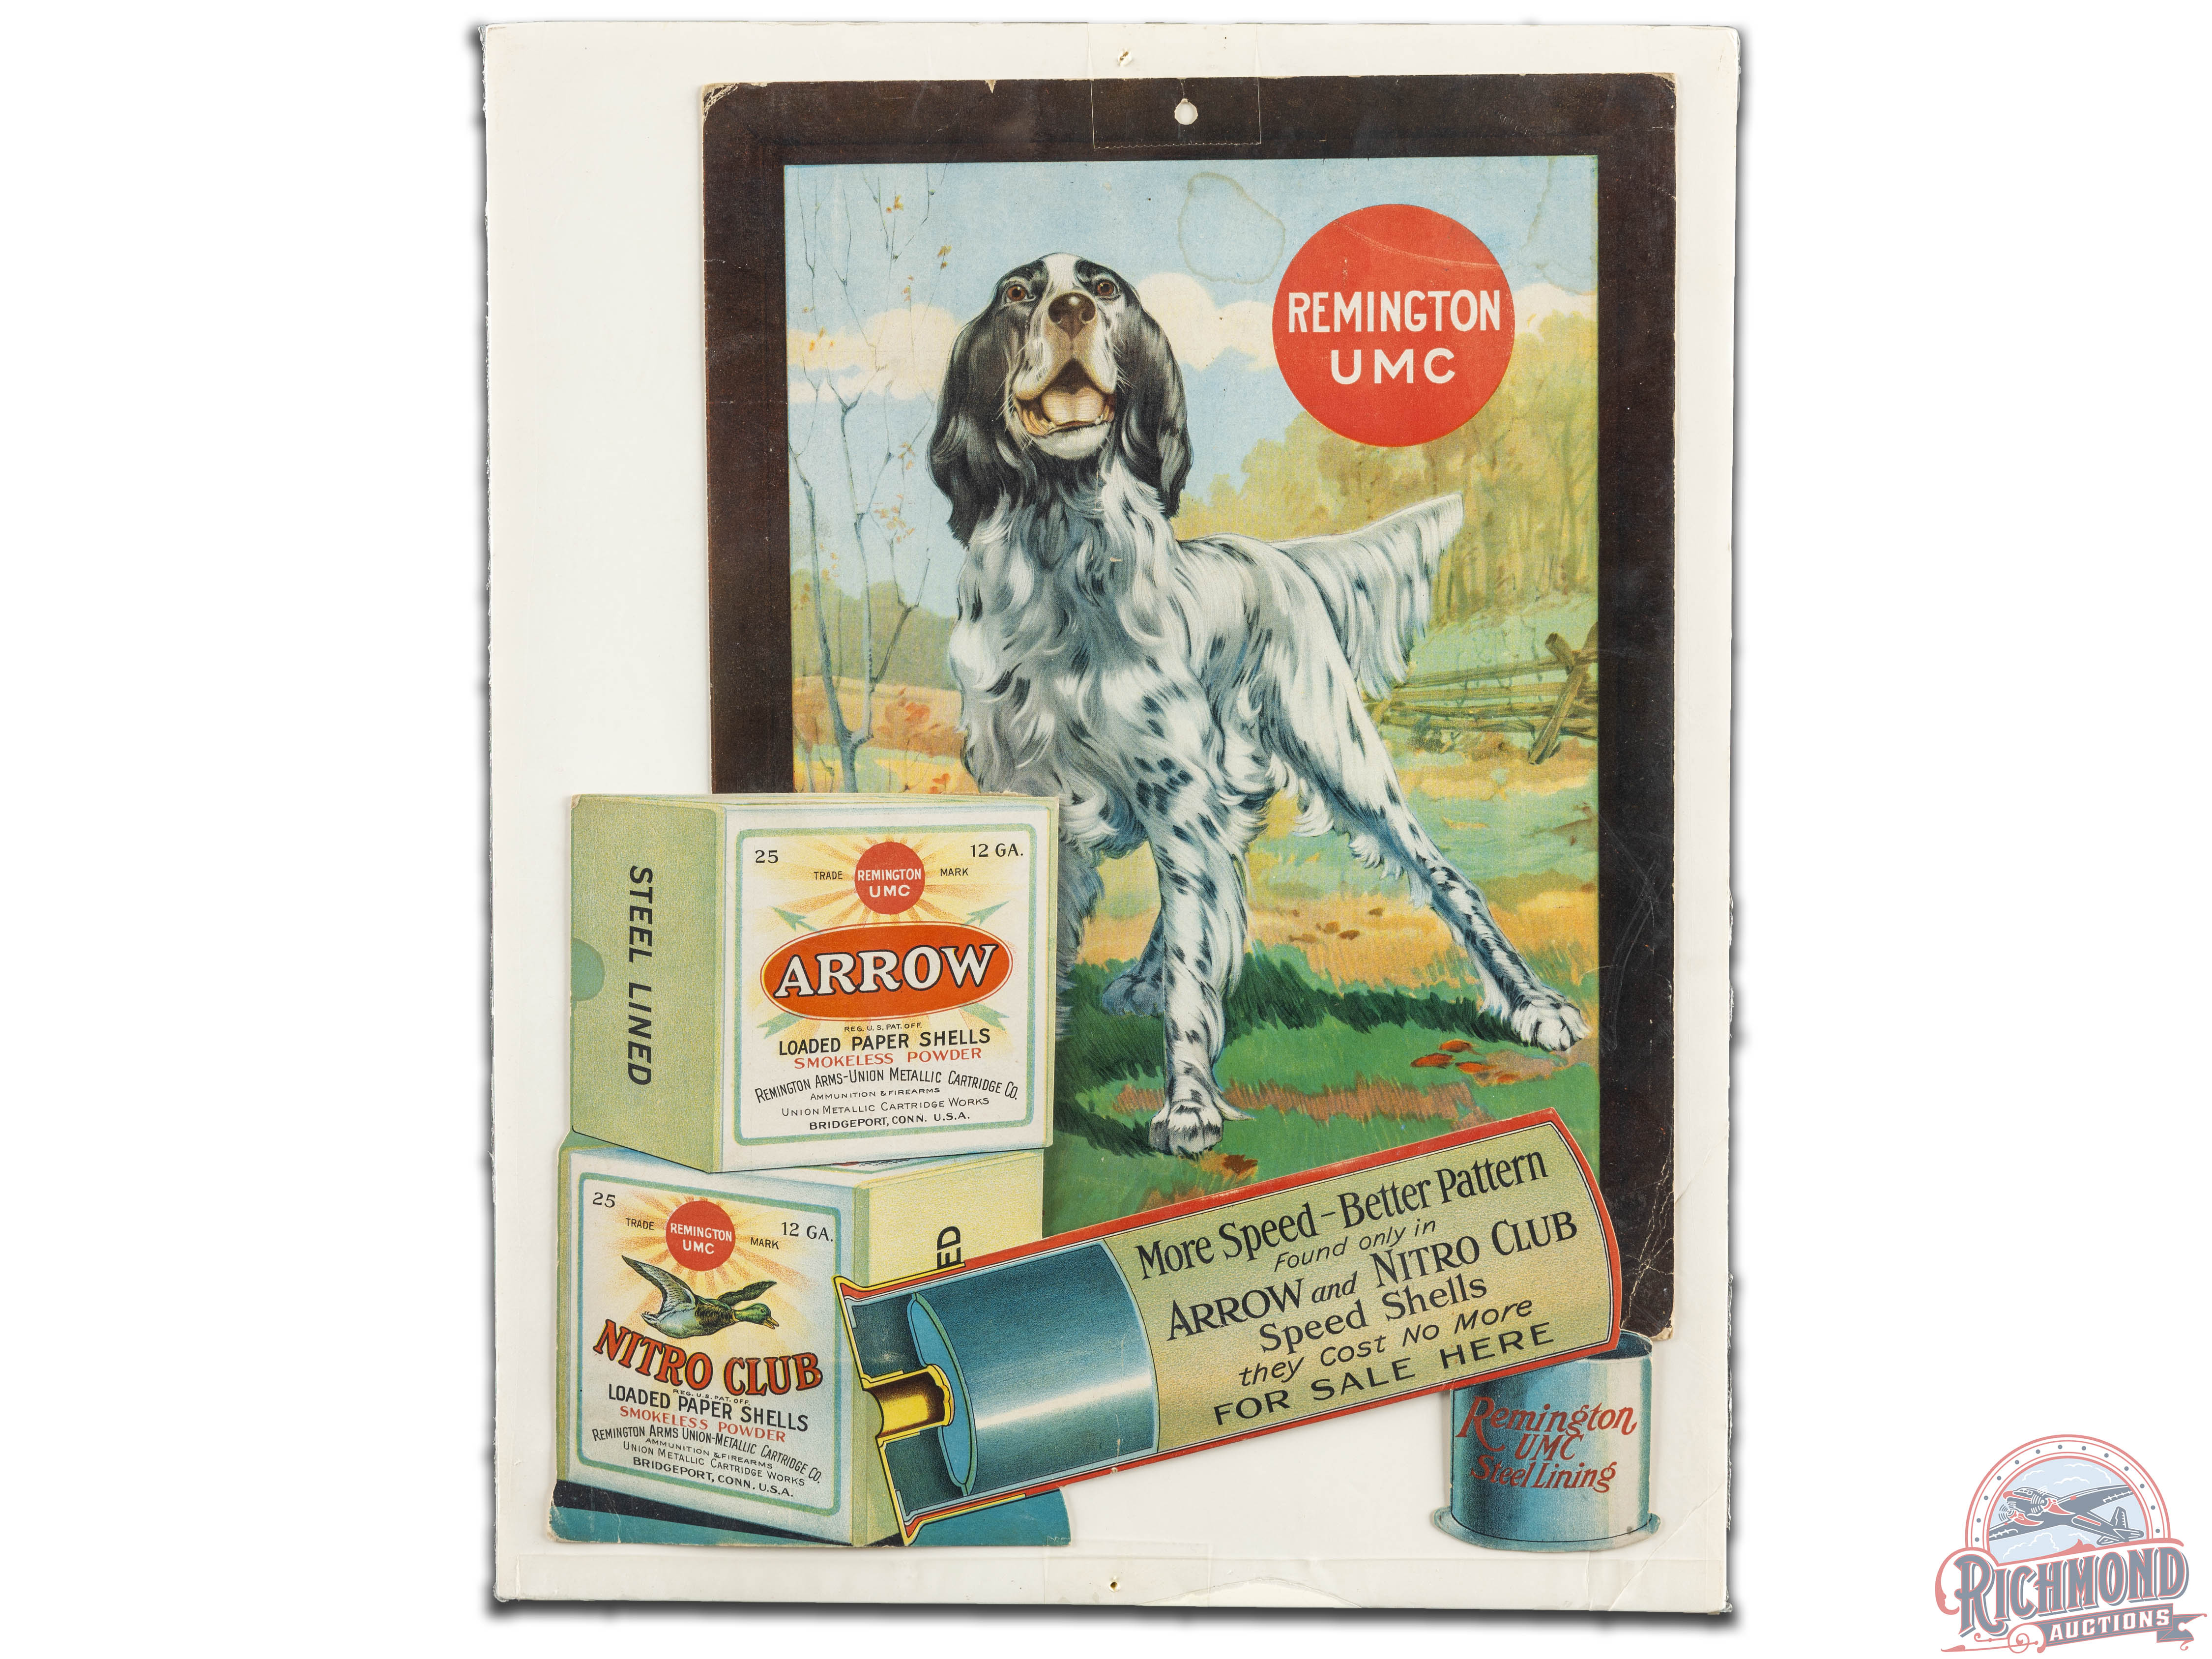 REMINGTON
UMC
STEEL LINED
25
12 GA.
TRADE
REMINGTON
UMC
MARK
ARROW
REG. U.S. PAT. OFF.
LOADED PAPER SHELLS
SMOKELESS POWDER
REMINGTON ARMS-UNION METALLIC CARTRIDGE CO.
AMMUNITION & FIREARMS
UNION METALLIC CARTRIDGE WORKS
BRIDGEPORT, CONN. U.S.A.
25
12 GA.
TRADE
REMINGTON
UMC
MARK
NITRO CLUB
REG. U.S. PAT. OFF.
LOADED PAPER SHELLS
SMOKELESS POWDER
REMINGTON ARMS UNION-METALLIC CARTRIDGE CO.
AMMUNITION & FIREARMS
UNION METALLIC CARTRIDGE WORKS
BRIDGEPORT, CONN. U.S.A.
ED
More Speed-Better Pattern
Found only in
ARROW and NITRO CLUB
Speed Shells
they Cost No More
FOR SALE HERE
Remington
UMC
Steel Lining
RICHMOND
AUCTIONS